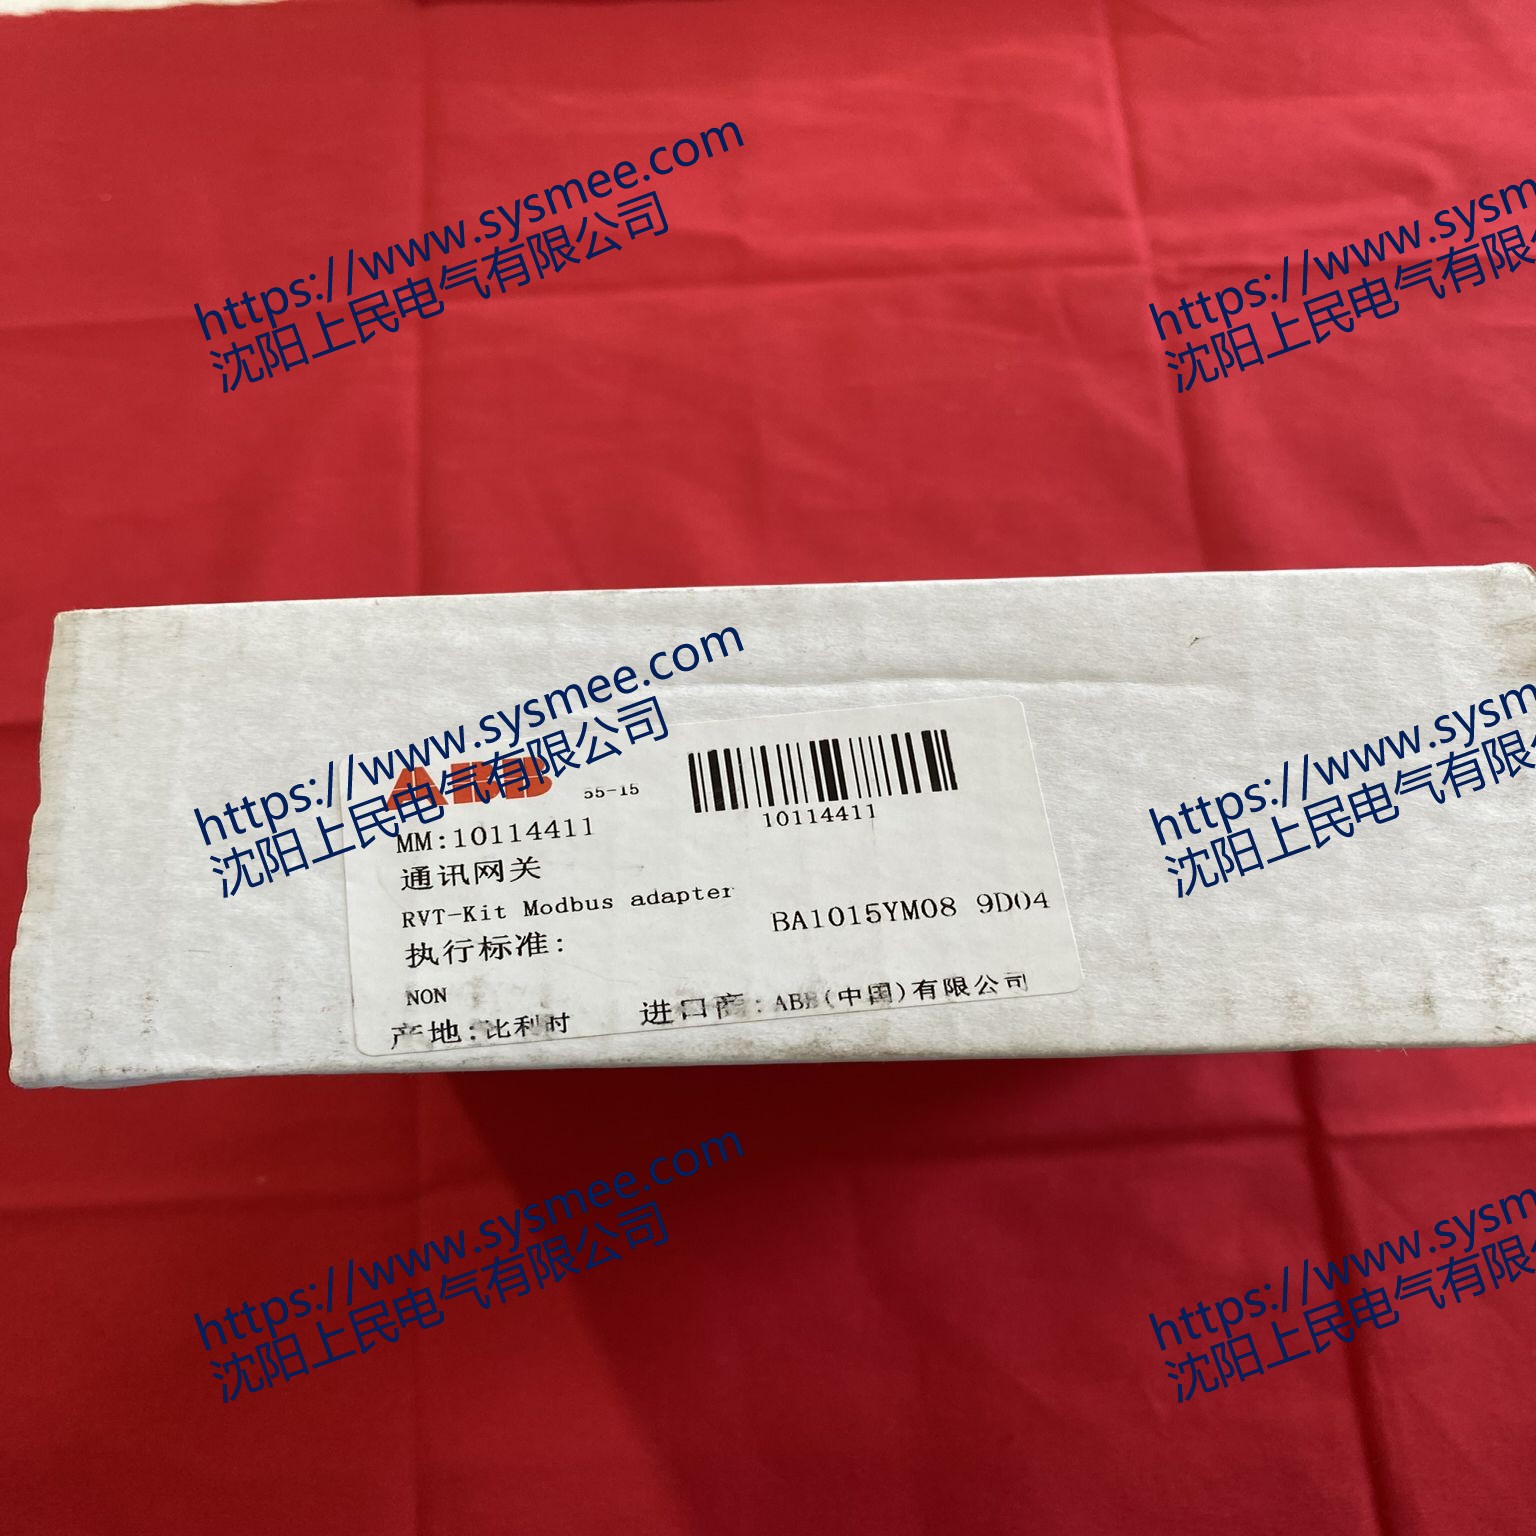 https://www.sysmee.com
沈阳上民电气有限公司
https://www.sysm
沈阳上民电气有限
https://www.sysmee.com
沈阳上民电气有限公司
https://www.sysm
沈阳上民电气有限
ABB 55-15
10114411
MM:10114411
通讯网关
RVT-Kit Modbus adapter
BA1015YM08 9D04
执行标准:
NON
产地:比利时 进口商:ABB(中国)有限公司
https://www.sysmee.com
沈阳上民电气有限公司
https://www.sysm
沈阳上民电气有限